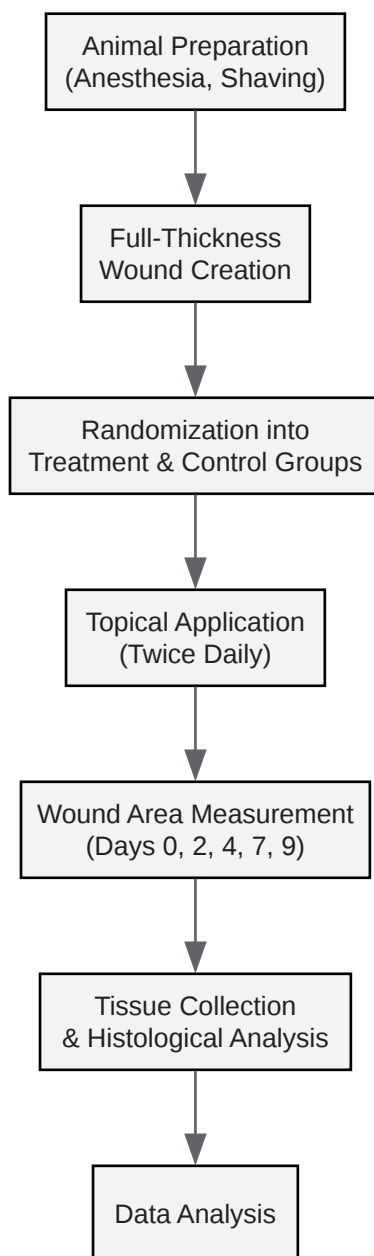 Animal Preparation
(Anesthesia, Shaving)
Full-Thickness
Wound Creation
Randomization into
Treatment & Control Groups
Topical Application
(Twice Daily)
Wound Area Measurement
(Days 0, 2, 4, 7, 9)
Tissue Collection
& Histological Analysis
Data Analysis